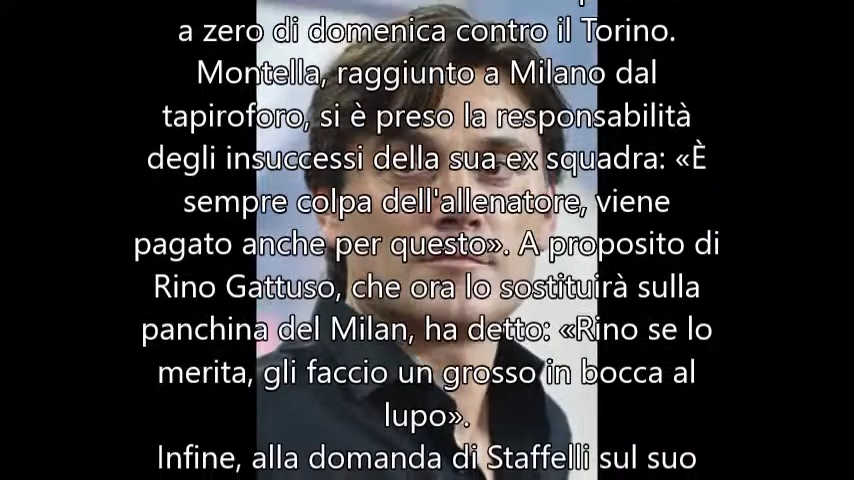 a zero di domenica contro il Torino.
Montella, raggiunto a Milano dal
tapiroforo, si è preso la responsabilità
degli insuccessi della sua ex squadra: «È
sempre colpa dell'allenatore, viene
pagato anche per questo». A proposito di
Rino Gattuso, che ora lo sostituirà sulla
panchina del Milan, ha detto: «Rino se lo
merita, gli faccio un grosso in bocca al
lupo».
Infine, alla domanda di Staffelli sul suo